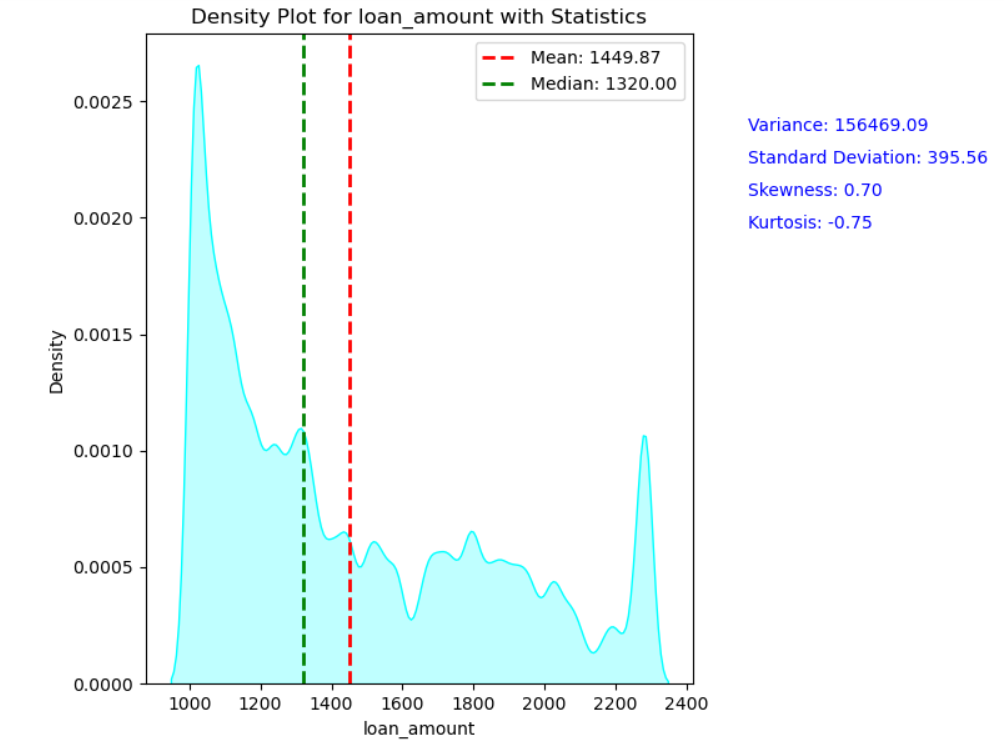 Density Plot for loan_amount with Statistics
Mean: 1449.87
Median: 1320.00
Variance: 156469.09
Standard Deviation: 395.56
Skewness: 0.70
Kurtosis: -0.75
Density
0.0025
0.0020
0.0015
0.0010
0.0005
0.0000
1000 1200 1400 1600 1800 2000 2200 2400
loan_amount